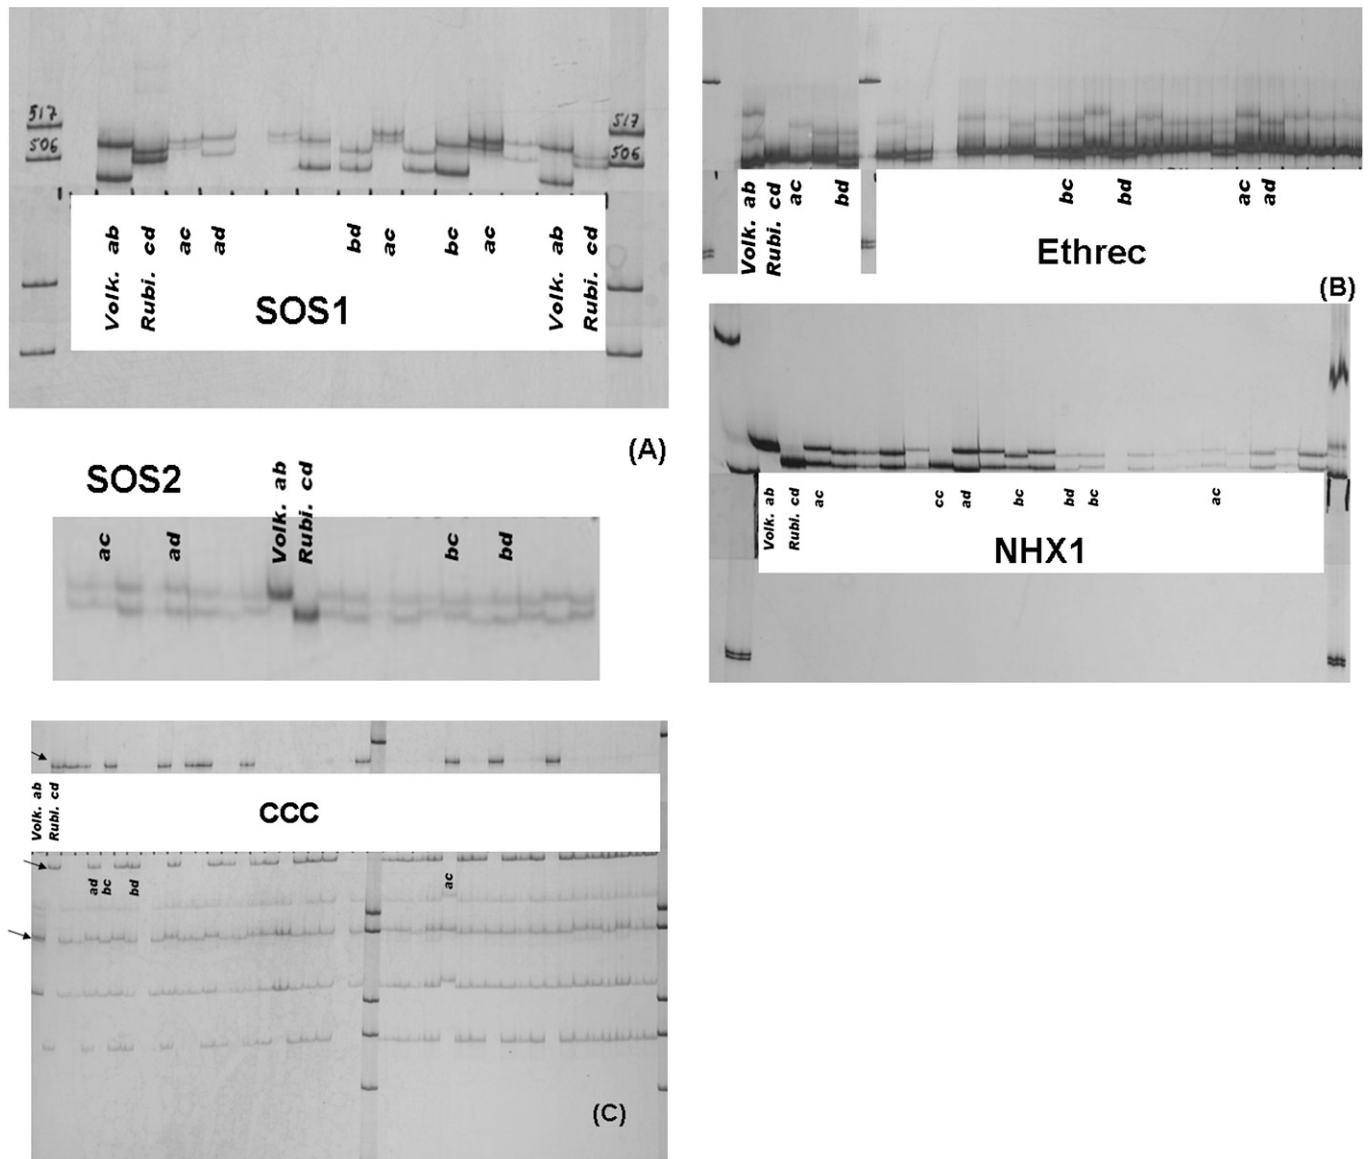 517
506
517
506
Volk. ab
Rubi. cd
ac
ad
bd
ac
bc
ac
Volk. ab
Rubi. cd
SOS1
(A)
SOS2
ac
ad
Volk. ab
Rubi. cd
bc
bd
Volk. ab
Rubi. cd
ac
bd
bc
bd
ac
ad
Ethrec
(B)
Volk. ab
Rubi. cd
ac
cc
ad
bc
bd
bc
ac
NHX1
Volk. ab
Rubi. cd
CCC
ad
bc
bd
ac
(C)